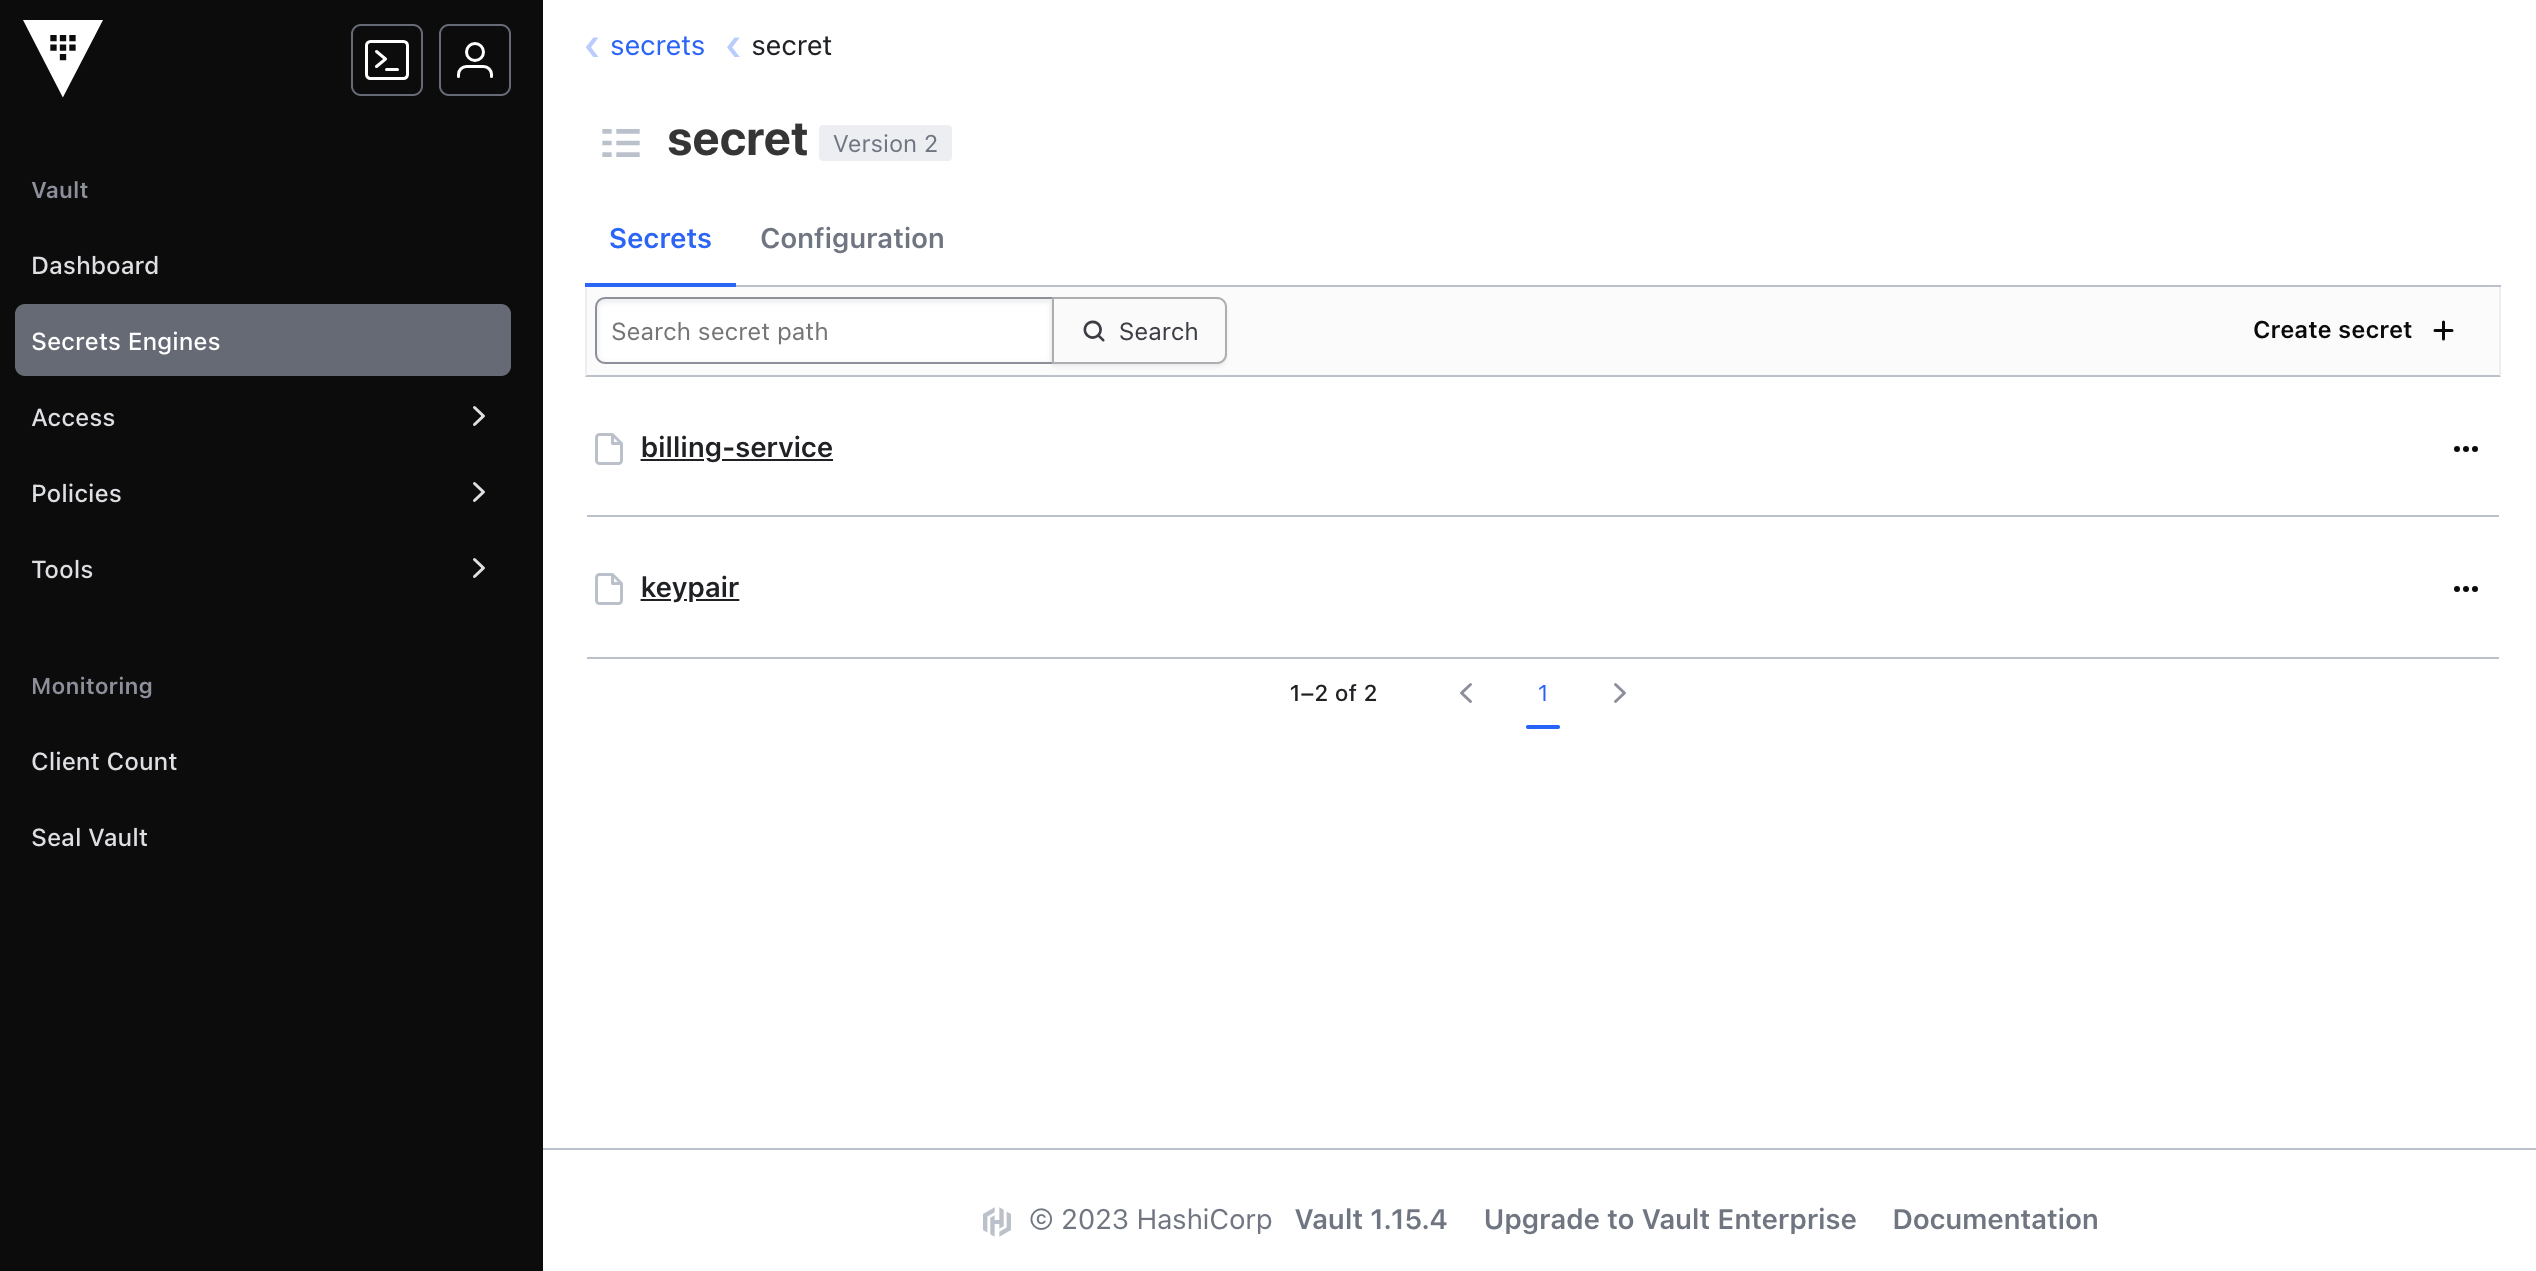 Vault
Dashboard
Secrets Engines
Access
Policies
Tools
Monitoring
Client Count
Seal Vault
secrets secret
secret Version 2
Secrets Configuration
Search secret path Search Create secret
billing-service
keypair
1–2 of 2 1
© 2023 HashiCorp Vault 1.15.4 Upgrade to Vault Enterprise Documentation